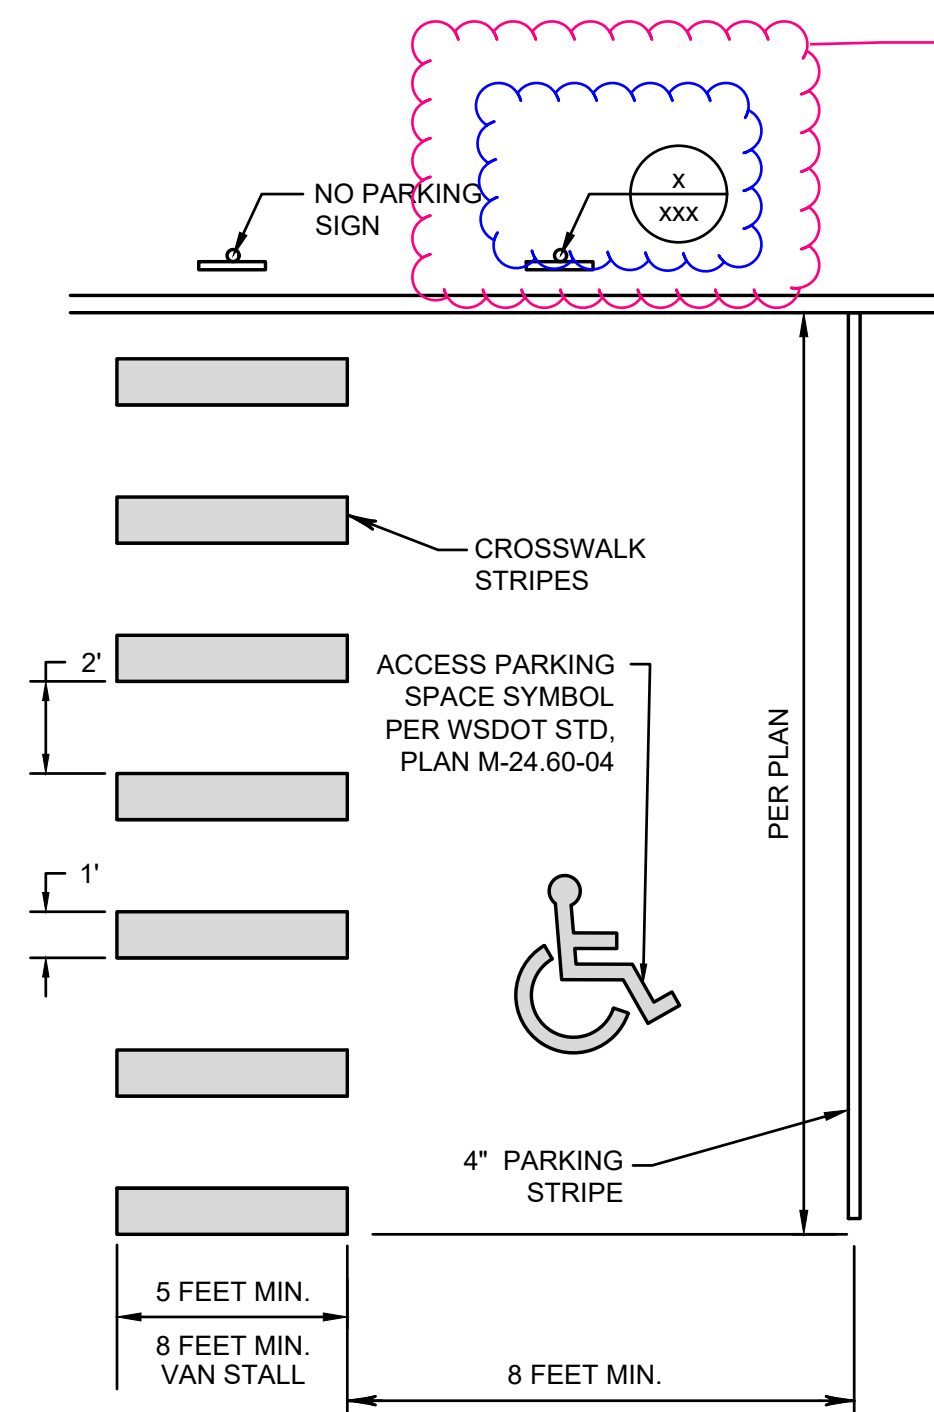 x
xxx
NO PARKING
SIGN
CROSSWALK
STRIPES
2'
ACCESS PARKING
SPACE SYMBOL
PER WSDOT STD,
PLAN M-24.60-04
PER PLAN
1'
4" PARKING
STRIPE
5 FEET MIN.
8 FEET MIN.
VAN STALL
8 FEET MIN.